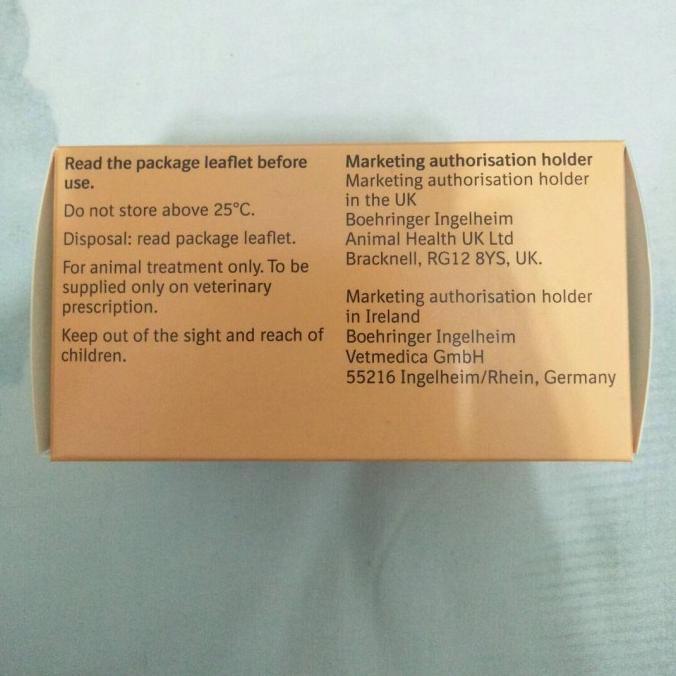 Read the package leaflet before
use.
Do not store above 25°C.
Disposal: read package leaflet.
For animal treatment only. To be
supplied only on veterinary
prescription.
Keep out of the sight and reach of
children.
Marketing authorisation holder
Marketing authorisation holder
in the UK
Boehringer Ingelheim
Animal Health UK Ltd
Bracknell, RG12 8YS, UK.
Marketing authorisation holder
in Ireland
Boehringer Ingelheim
Vetmedica GmbH
55216 Ingelheim/Rhein, Germany